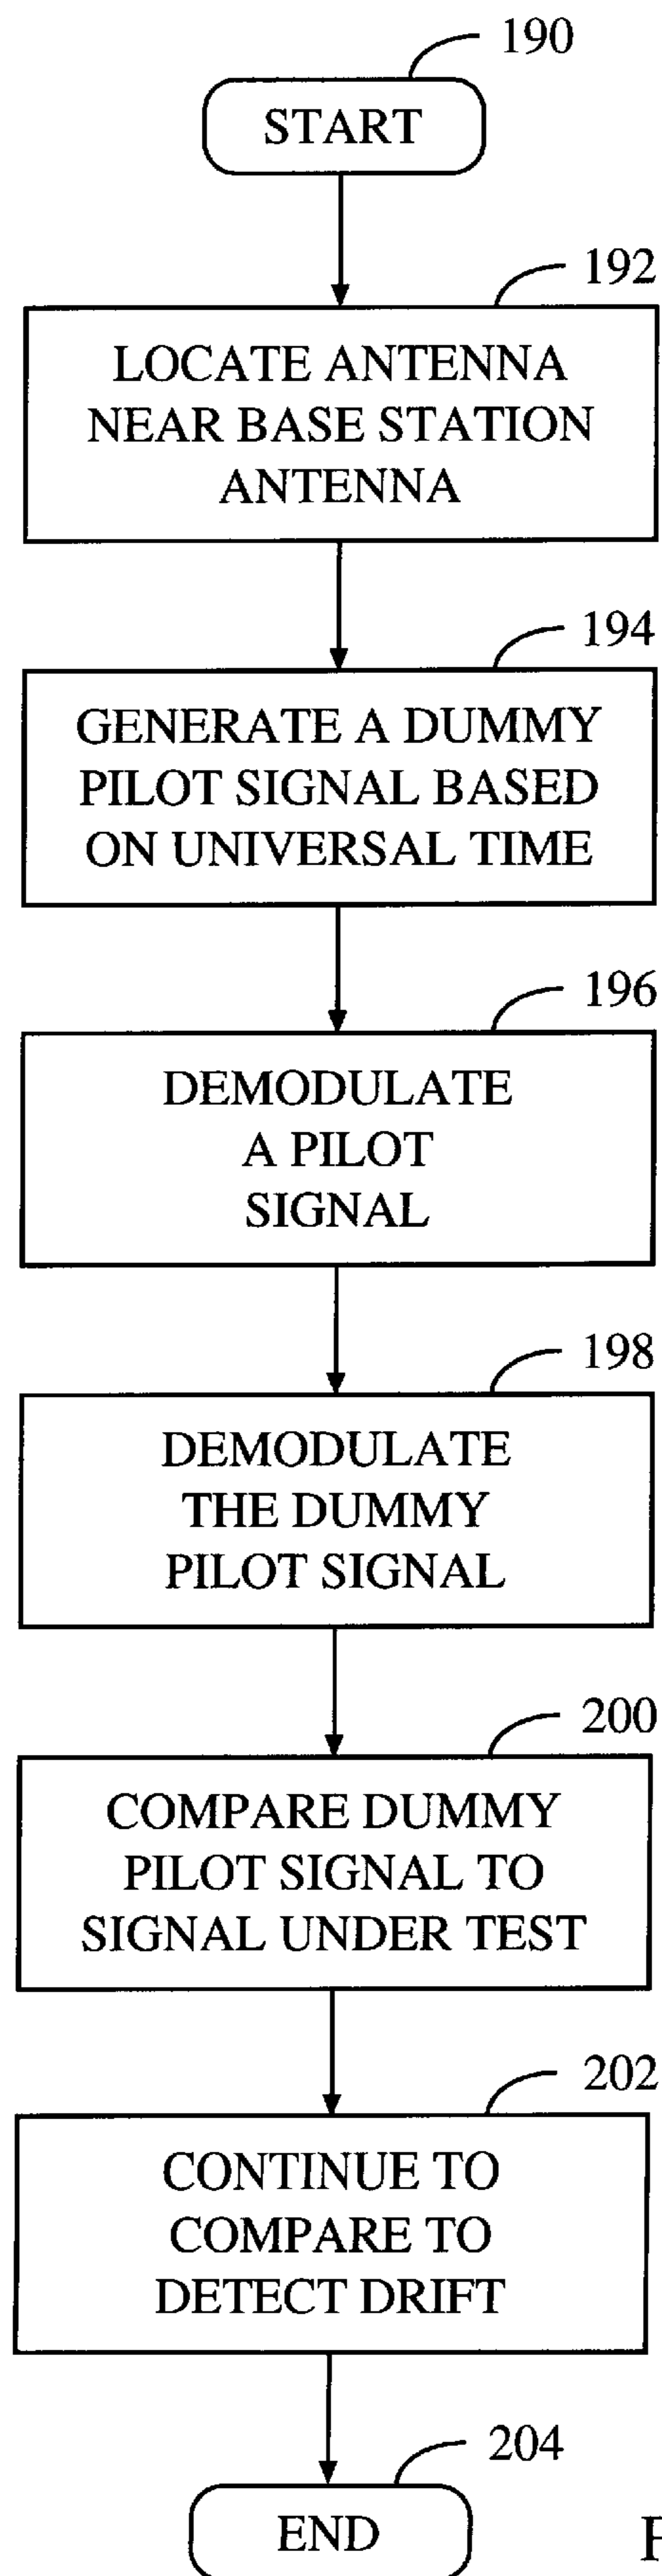 190
START
192
LOCATE ANTENNA
NEAR BASE STATION
ANTENNA
194
GENERATE A DUMMY
PILOT SIGNAL BASED
ON UNIVERSAL TIME
196
DEMODULATE
A PILOT
SIGNAL
198
DEMODULATE
THE DUMMY
PILOT SIGNAL
200
COMPARE DUMMY
PILOT SIGNAL TO
SIGNAL UNDER TEST
202
CONTINUE TO
COMPARE TO
DETECT DRIFT
204
END